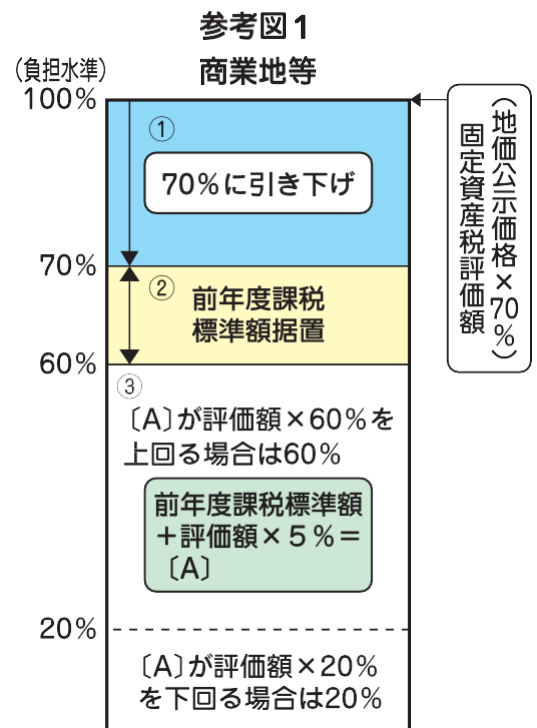 参考図1
商業地等
(負担水準)
100%
①
70%に引き下げ
(地価公示価格×70%)
固定資産税評価額
70%
②
前年度課税
標準額据置
60%
③
〔A〕が評価額×60%を
上回る場合は60%
前年度課税標準額
+評価額×5%=
〔A〕
20%
〔A〕が評価額×20%
を下回る場合は20%